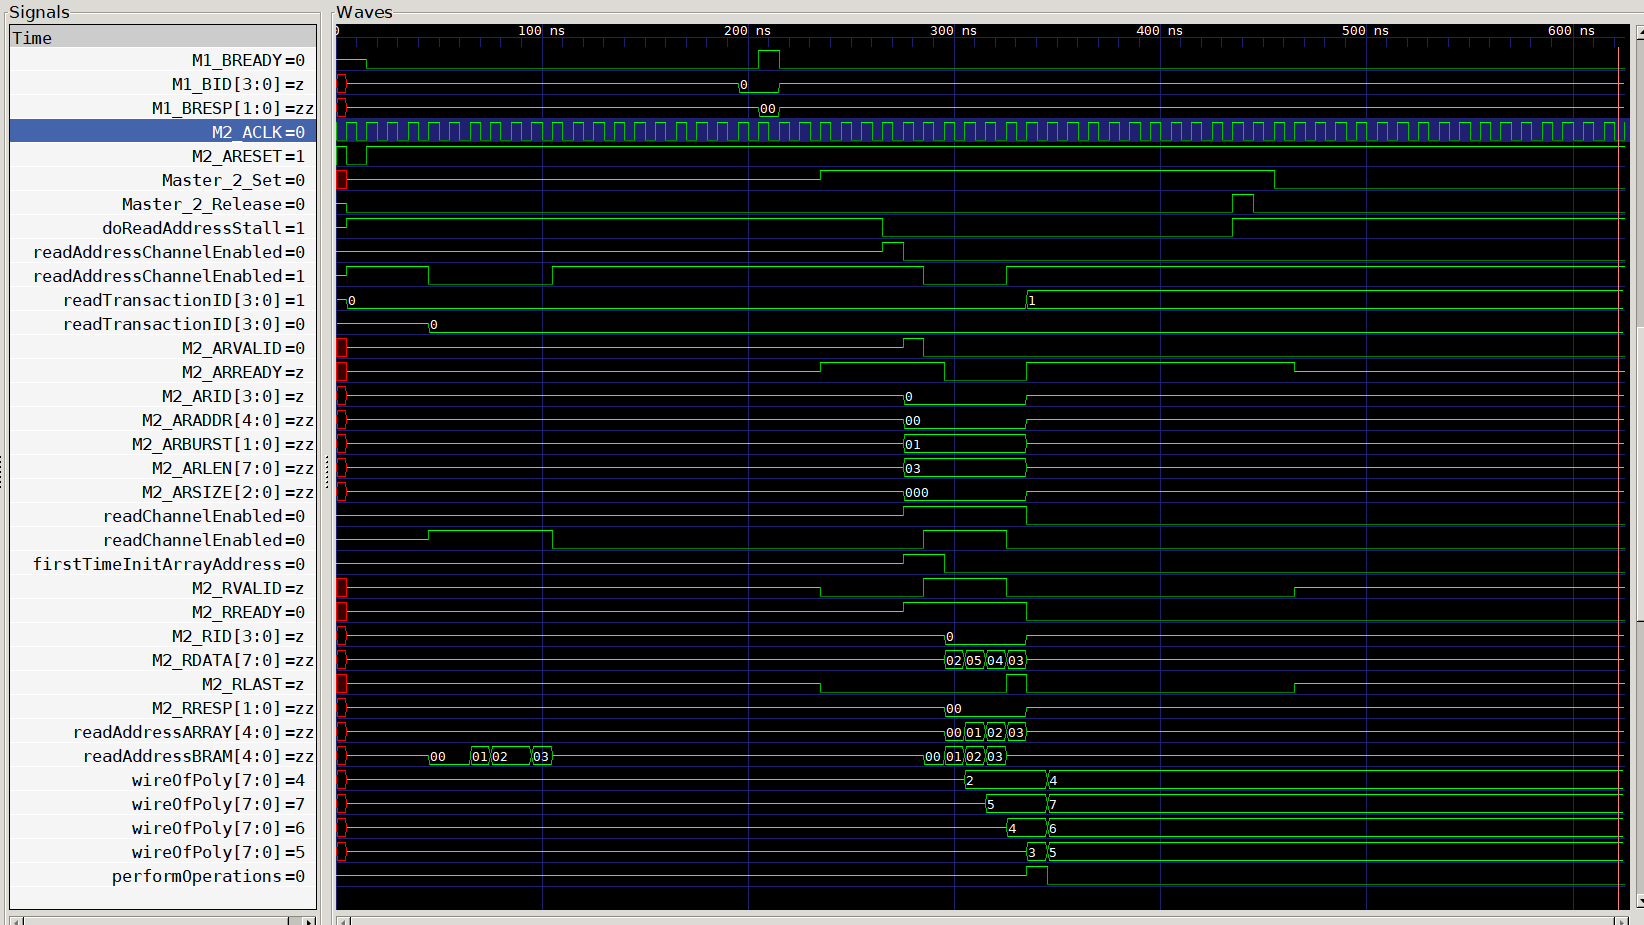 Signals Waves
Time 0 100 ns 200 ns 300 ns 400 ns 500 ns 600 ns
M1_BREADY=0
M1_BID[3:0]=z 0
M1_BRESP[1:0]=zz 00
M2_ACLK=0
M2_ARESET=1
Master_2_Set=0
Master_2_Release=0
doReadAddressStall=1
readAddressChannelEnabled=0
readAddressChannelEnabled=1
readTransactionID[3:0]=1 0 1
readTransactionID[3:0]=0 0
M2_ARVALID=0
M2_ARREADY=z
M2_ARID[3:0]=z 0
M2_ARADDR[4:0]=zz 00
M2_ARBURST[1:0]=zz 01
M2_ARLEN[7:0]=zz 03
M2_ARSIZE[2:0]=zz 000
readChannelEnabled=0
readChannelEnabled=0
firstTimeInitArrayAddress=0
M2_RVALID=z
M2_RREADY=0
M2_RID[3:0]=z 0
M2_RDATA[7:0]=zz 02 05 04 03
M2_RLAST=z
M2_RRESP[1:0]=zz 00
readAddressARRAY[4:0]=zz 00 01 02 03
readAddressBRAM[4:0]=zz 00 01 02 03 00 01 02 03
wireOfPoly[7:0]=4 2 4
wireOfPoly[7:0]=7 5 7
wireOfPoly[7:0]=6 4 6
wireOfPoly[7:0]=5 3 5
performOperations=0